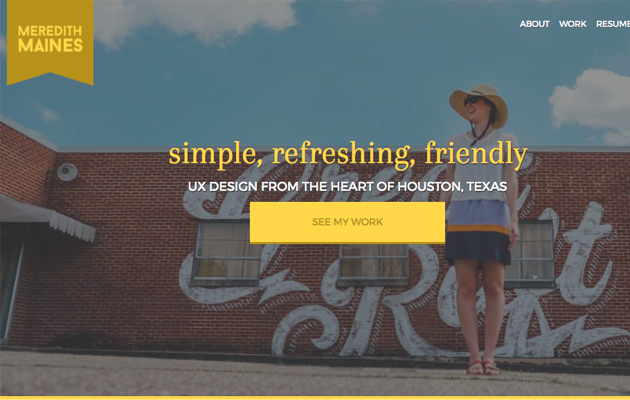 MEREDITH
MAINES
ABOUT WORK RESUME
simple, refreshing, friendly
UX DESIGN FROM THE HEART OF HOUSTON, TEXAS
SEE MY WORK